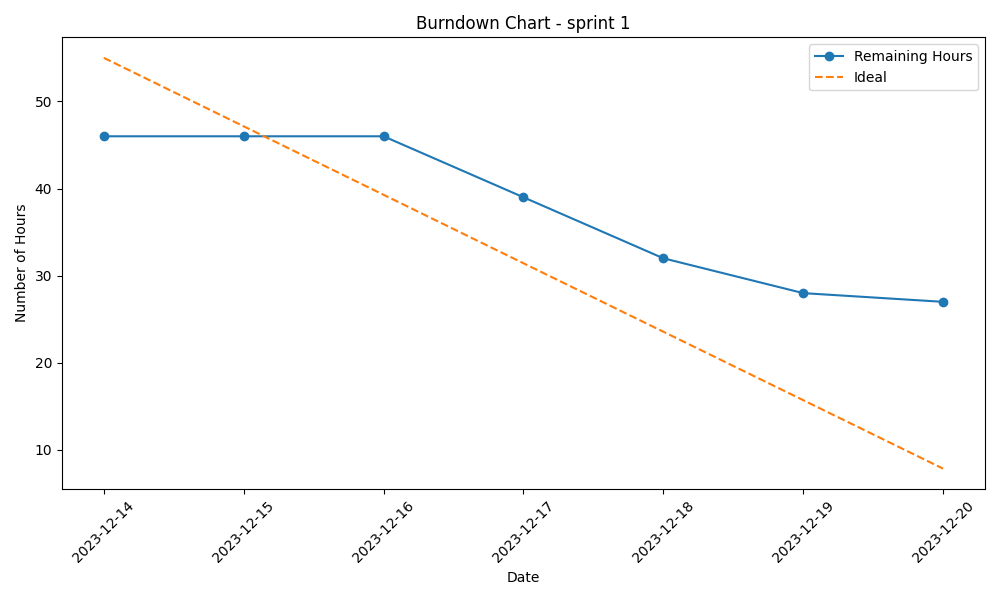 Burndown Chart - sprint 1
Remaining Hours
Ideal
Number of Hours
50
40
30
20
10
2023-12-14
2023-12-15
2023-12-16
2023-12-17
2023-12-18
2023-12-19
2023-12-20
Date